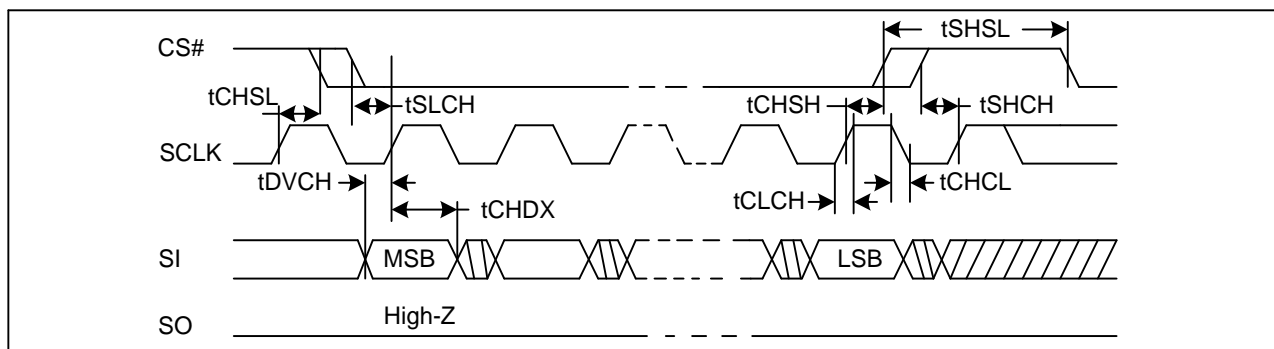 tSHSL
CS#
tCHSL
tSLCH
tCHSH
tSHCH
SCLK
tDVCH
tCHDX
tCLCH
tCHCL
SI
MSB
LSB
SO
High-Z